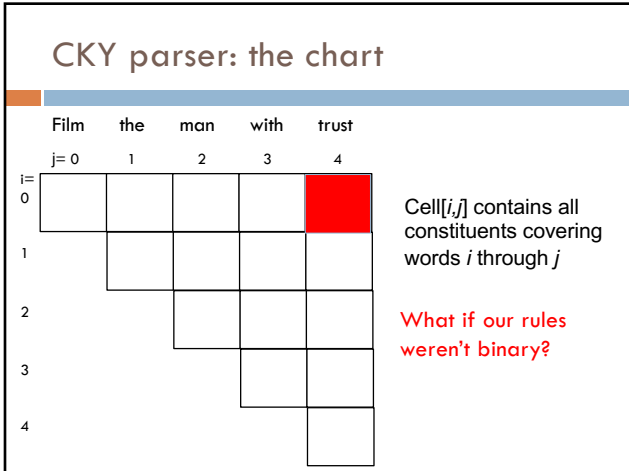 CKY parser: the chart
Film the man with trust
j= 0 1 2 3 4
i=
0
1
2
3
4
Cell[i,j] contains all
constituents covering
words i through j
What if our rules
weren't binary?